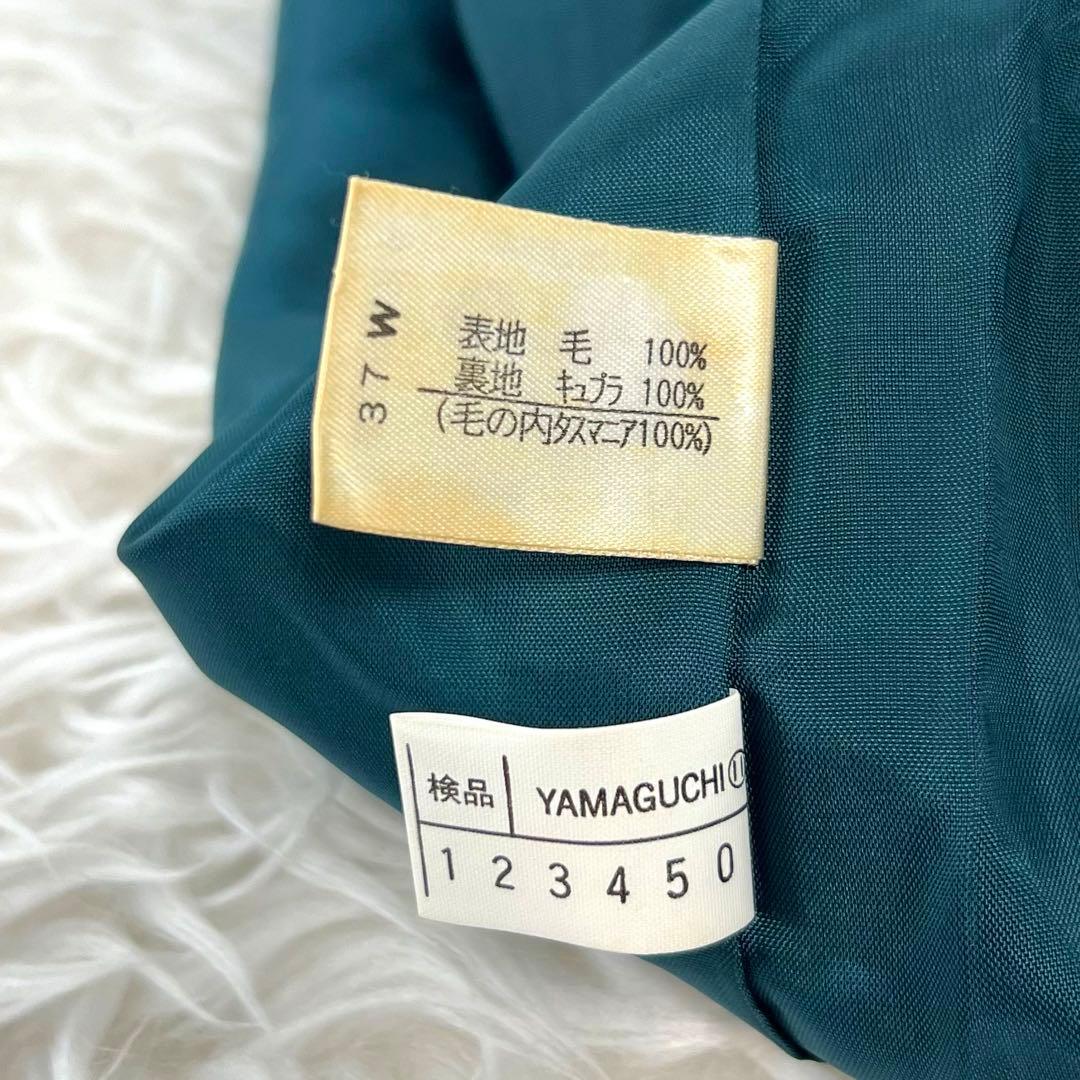 37 W
表地 毛 100%
裏地 キュプラ 100%
(毛の内タスマニア100%)
検品 YAMAGUCHI⑪
1 2 3 4 5 0